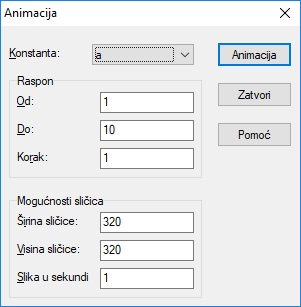 Animacija
Konstanta: a Animacija
Raspon
Od: 1 Zatvori
Do: 10
Pomoć
Korak: 1
Mogućnosti sličica
Širina sličice: 320
Visina sličice: 320
Slika u sekundi 1